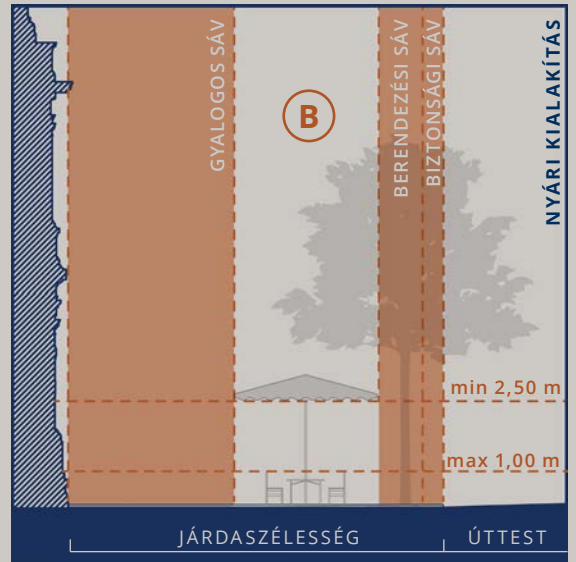 GYALOGOS SÁV
B
BERENDEZÉSI SÁV
BIZTONSÁGI SÁV
NYÁRI KIALAKÍTÁS
min 2,50 m
max 1,00 m
JÁRDASZÉLESSÉG
ÚTTEST